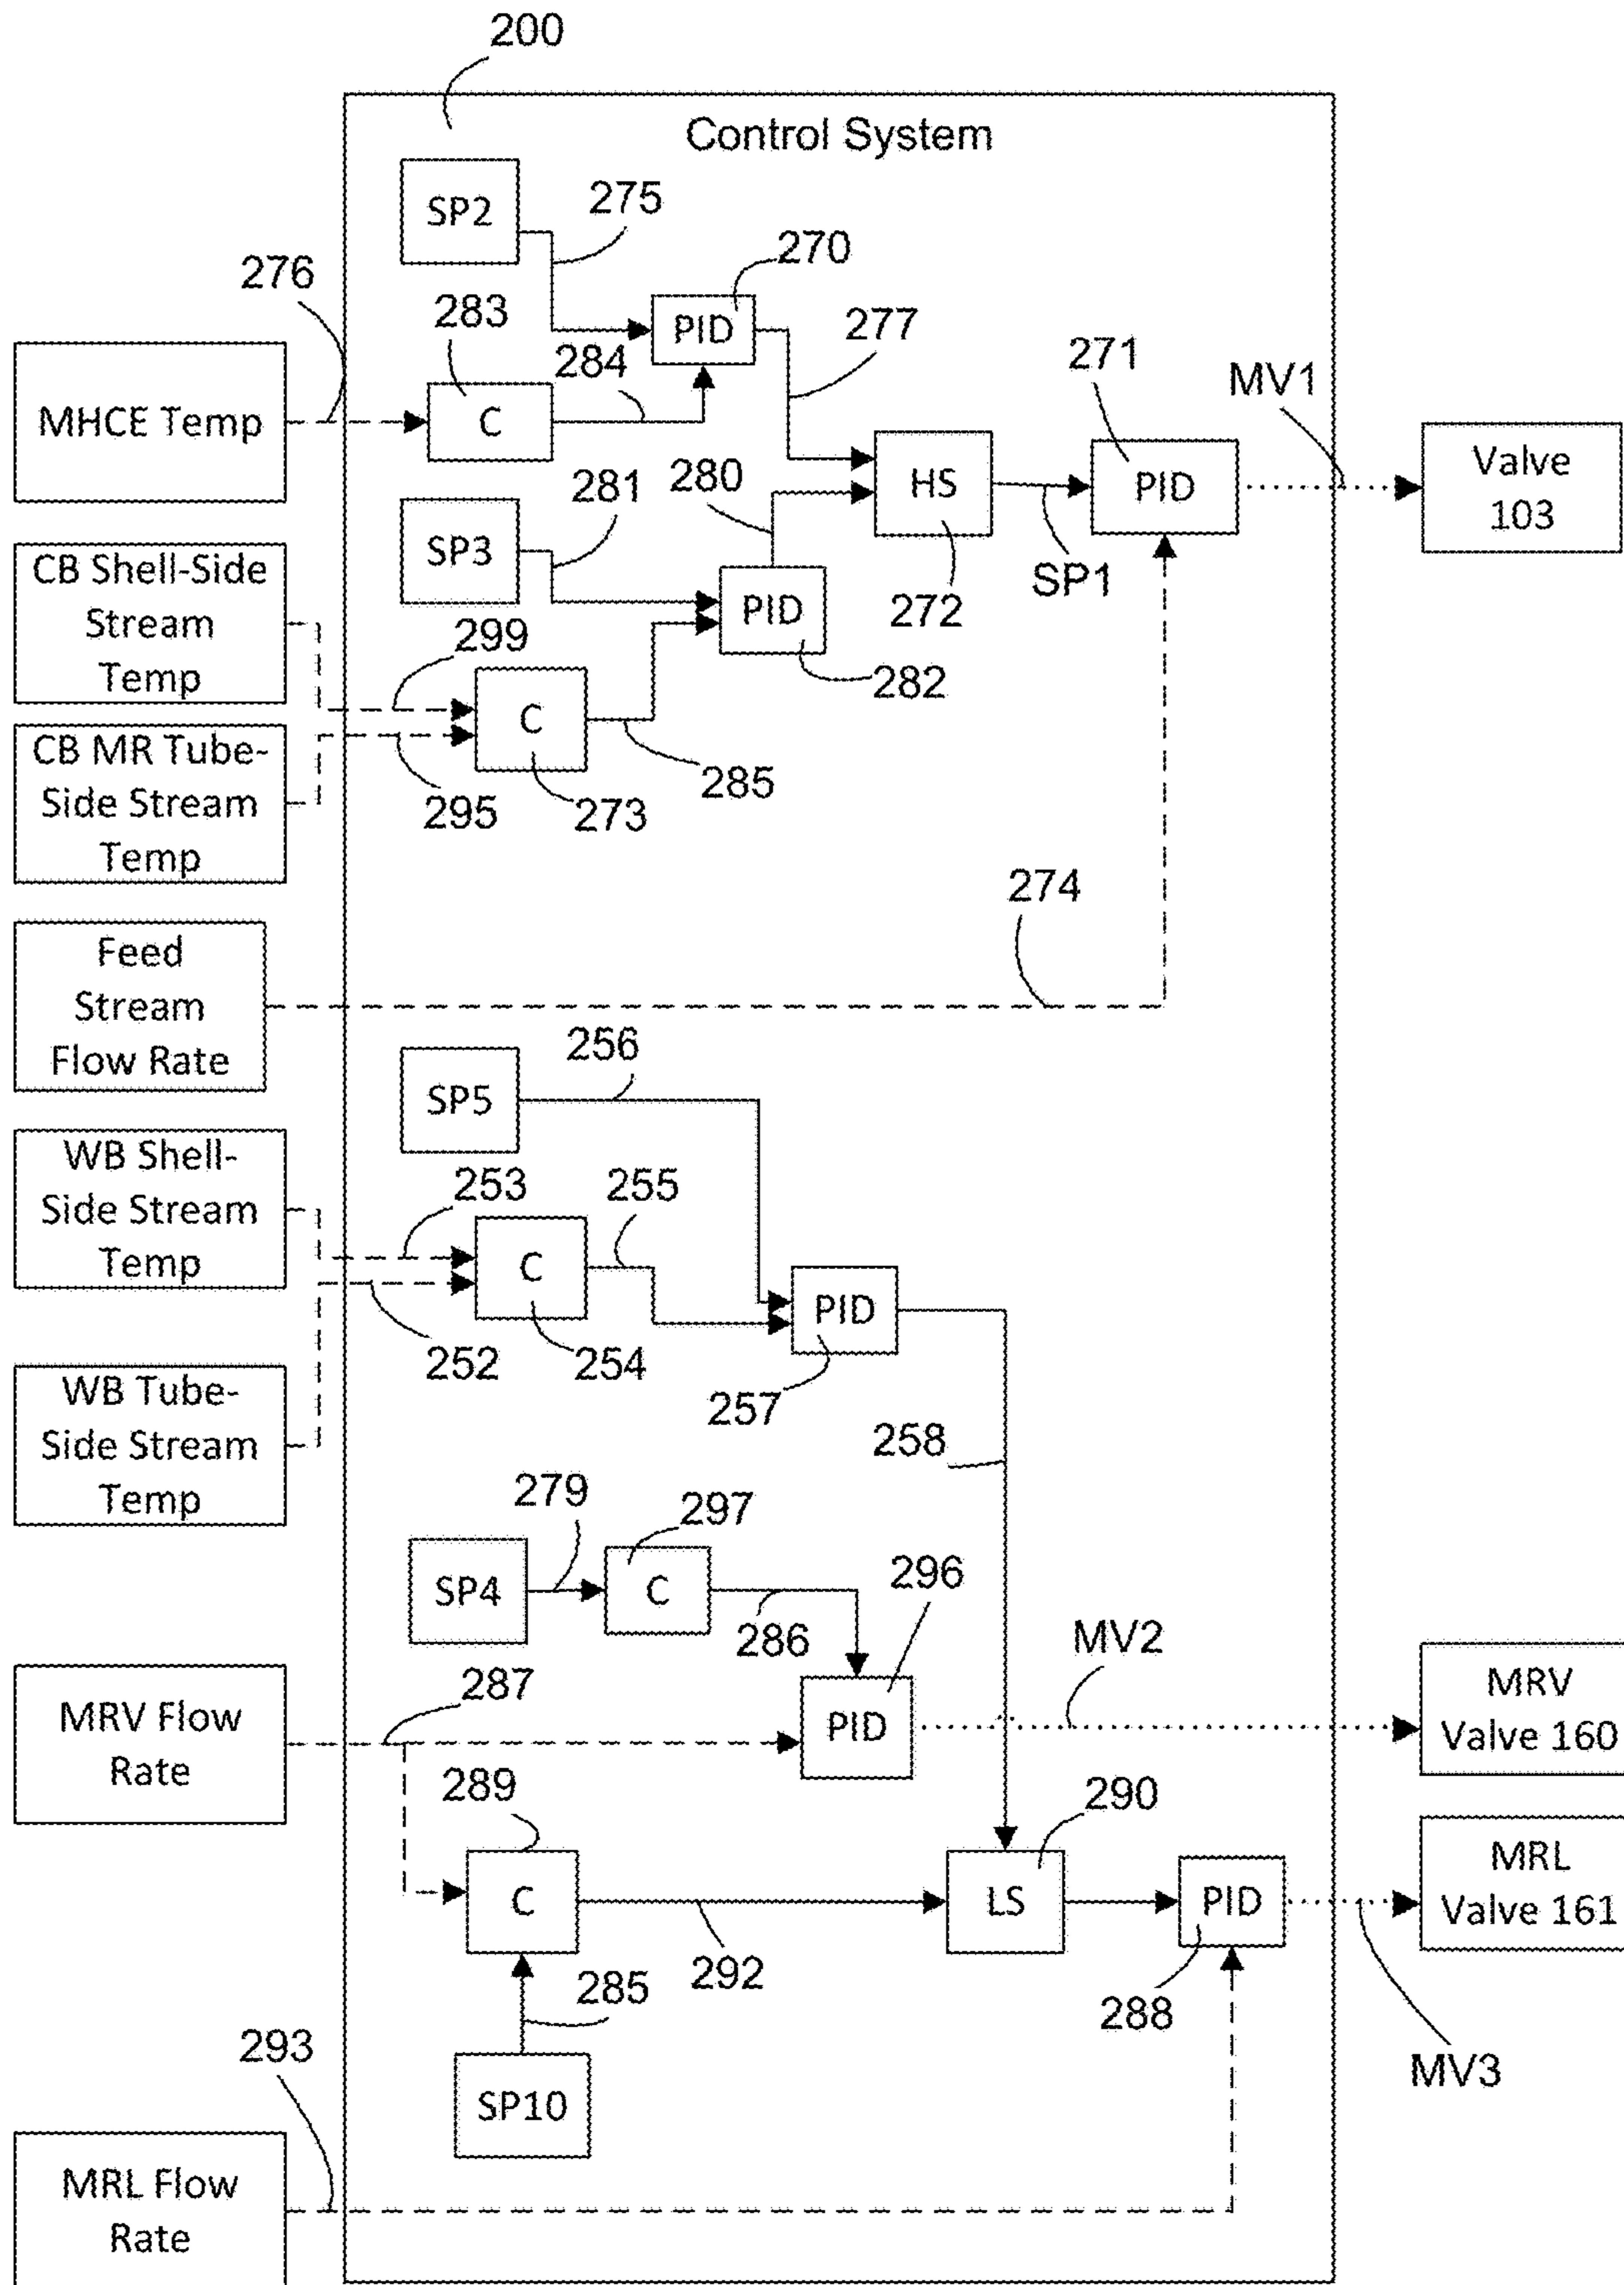 200
Control System
SP2
275
270
276
283
PID
277
284
271
MV1
MHCE Temp
C
Valve
103
281
280
HS
PID
SP3
SP1
CB Shell-Side
Stream
Temp
299
PID
272
282
CB MR Tube-
Side Stream
Temp
C
295
273
285
274
Feed
Stream
Flow Rate
256
SP5
WB Shell-
Side Stream
Temp
253
255
C
PID
252
254
257
WB Tube-
Side Stream
Temp
258
279
297
296
SP4
C
286
MV2
MRV
Valve 160
287
MRV Flow
Rate
PID
289
290
MRL
Valve 161
C
LS
PID
292
285
288
293
MV3
SP10
MRL Flow
Rate